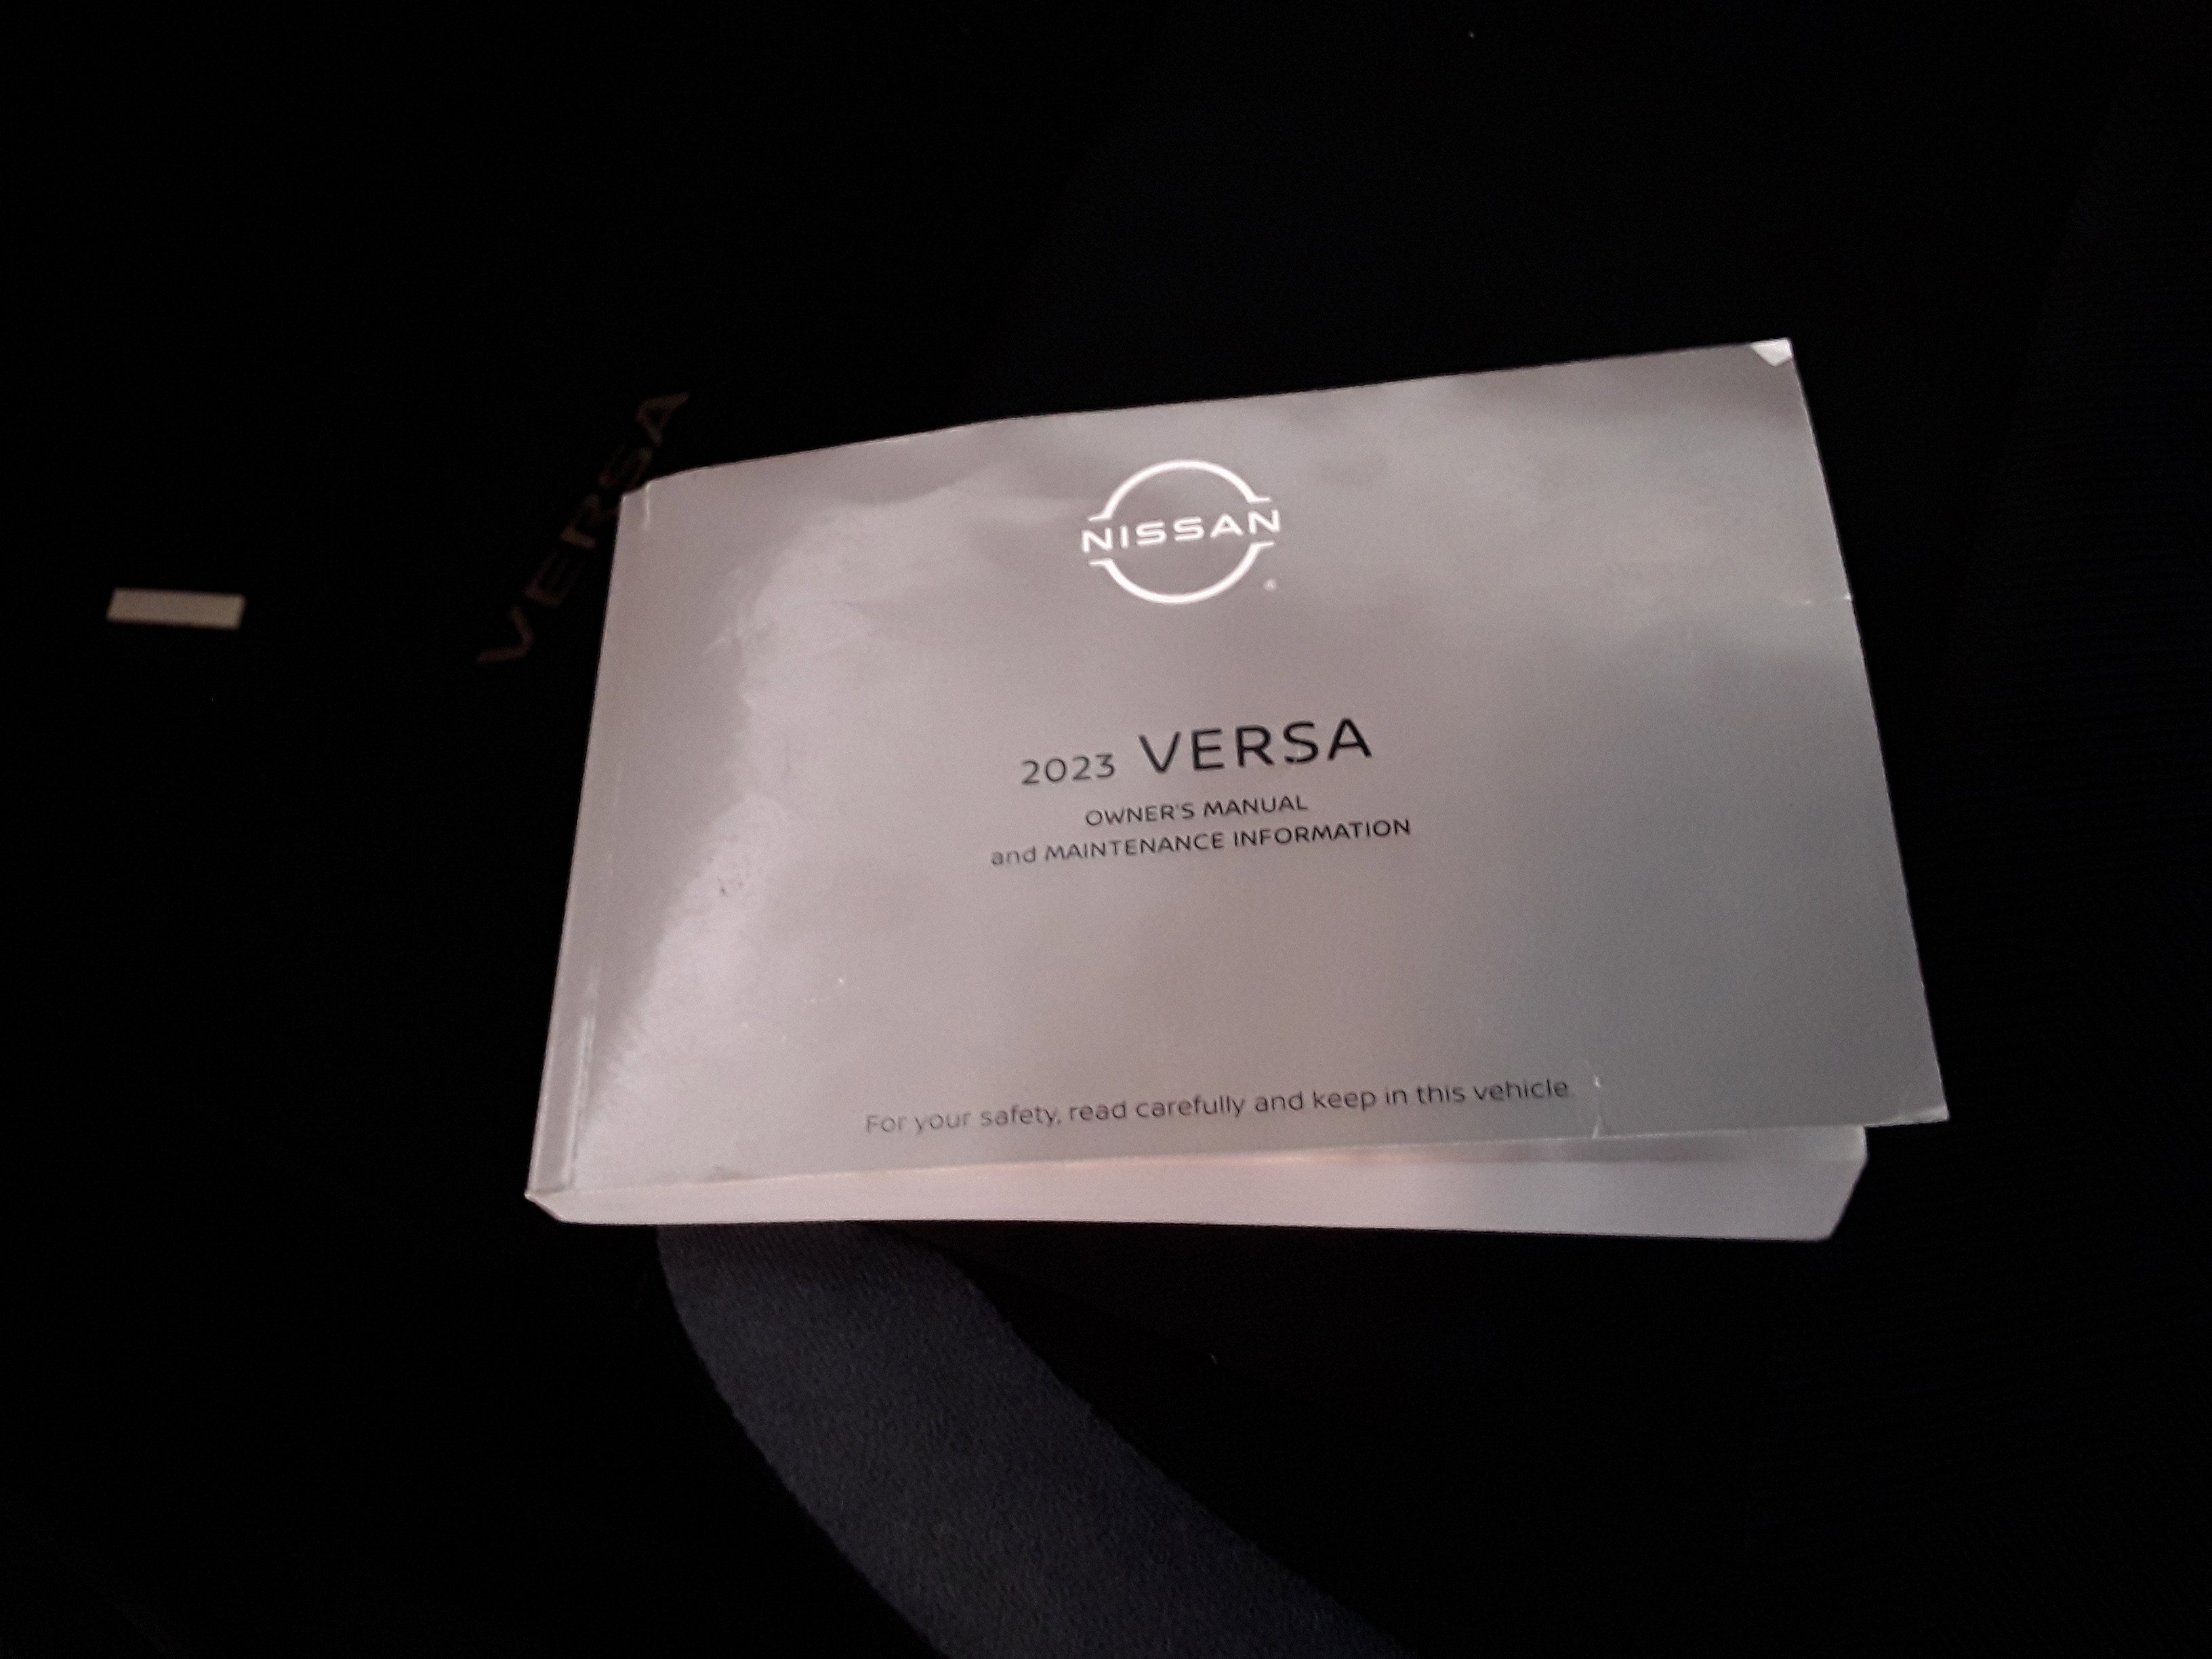 VERSA
NISSAN
2023 VERSA
OWNER'S MANUAL
and MAINTENANCE INFORMATION
For your safety, read carefully and keep in this vehicle.